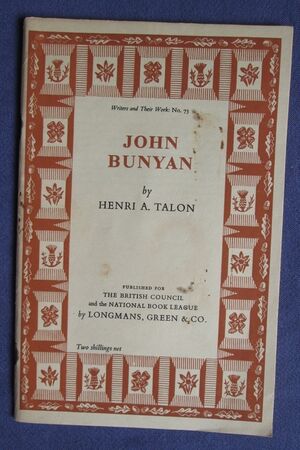 Writers and Their Work: No. 73
JOHN
BUNYAN
by
HENRI A. TALON
PUBLISHED FOR
THE BRITISH COUNCIL
and the NATIONAL BOOK LEAGUE
by LONGMANS, GREEN & CO.
Two shillings net